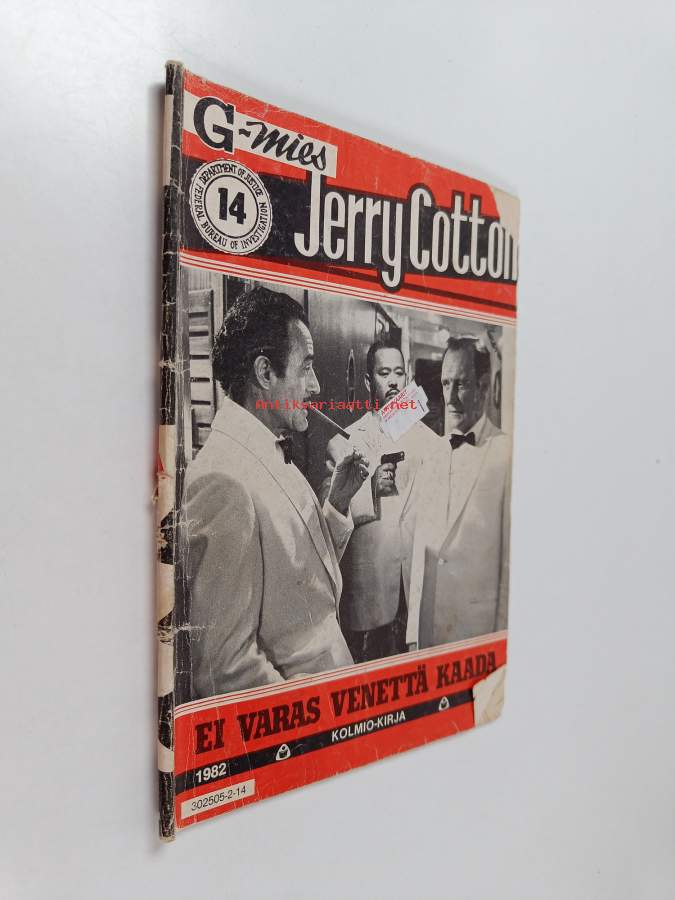 G-mies
DEPARTMENT OF JUSTICE
14
FEDERAL BUREAU OF INVESTIGATION
Jerry Cotton
Antikvariaatti.net
EI VARAS VENETTÄ KAADA
KOLMIO-KIRJA
1982
302505-2-14